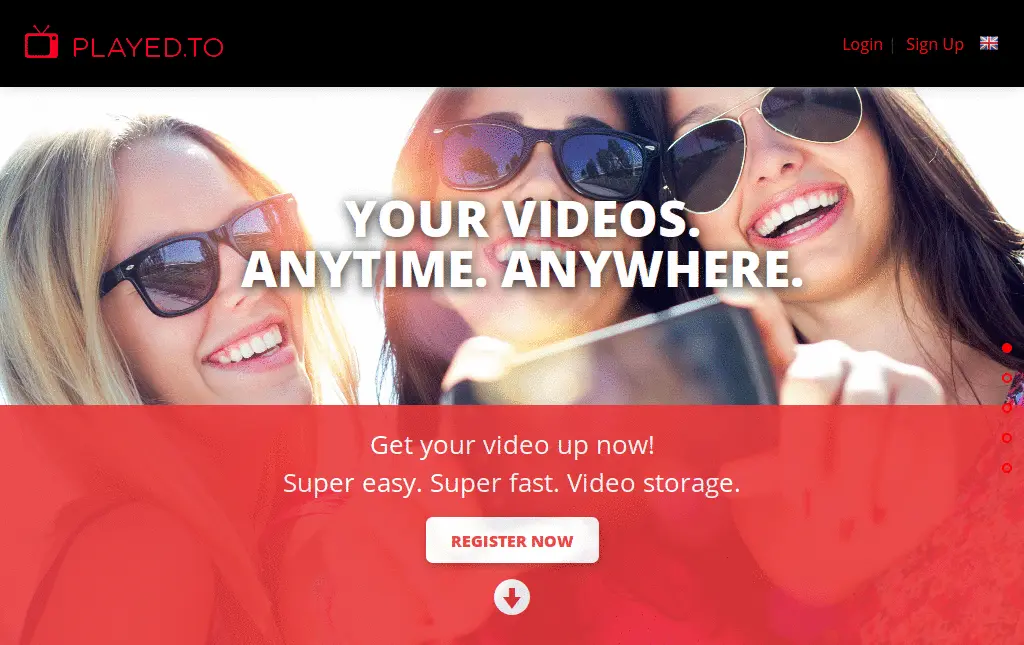 PLAYED.TO
Login | Sign Up
YOUR VIDEOS.
ANYTIME. ANYWHERE.
Get your video up now!
Super easy. Super fast. Video storage.
REGISTER NOW